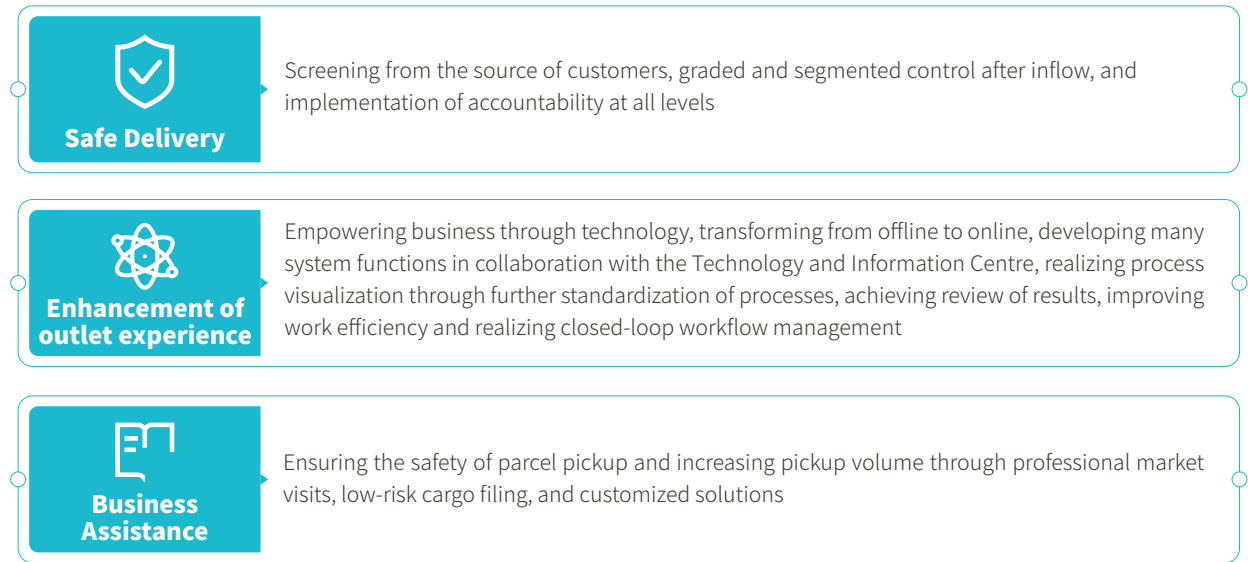 Safe Delivery
Screening from the source of customers, graded and segmented control after inflow, and
implementation of accountability at all levels
Enhancement of
outlet experience
Empowering business through technology, transforming from offline to online, developing many
system functions in collaboration with the Technology and Information Centre, realizing process
visualization through further standardization of processes, achieving review of results, improving
work efficiency and realizing closed-loop workflow management
Business
Assistance
Ensuring the safety of parcel pickup and increasing pickup volume through professional market
visits, low-risk cargo filing, and customized solutions